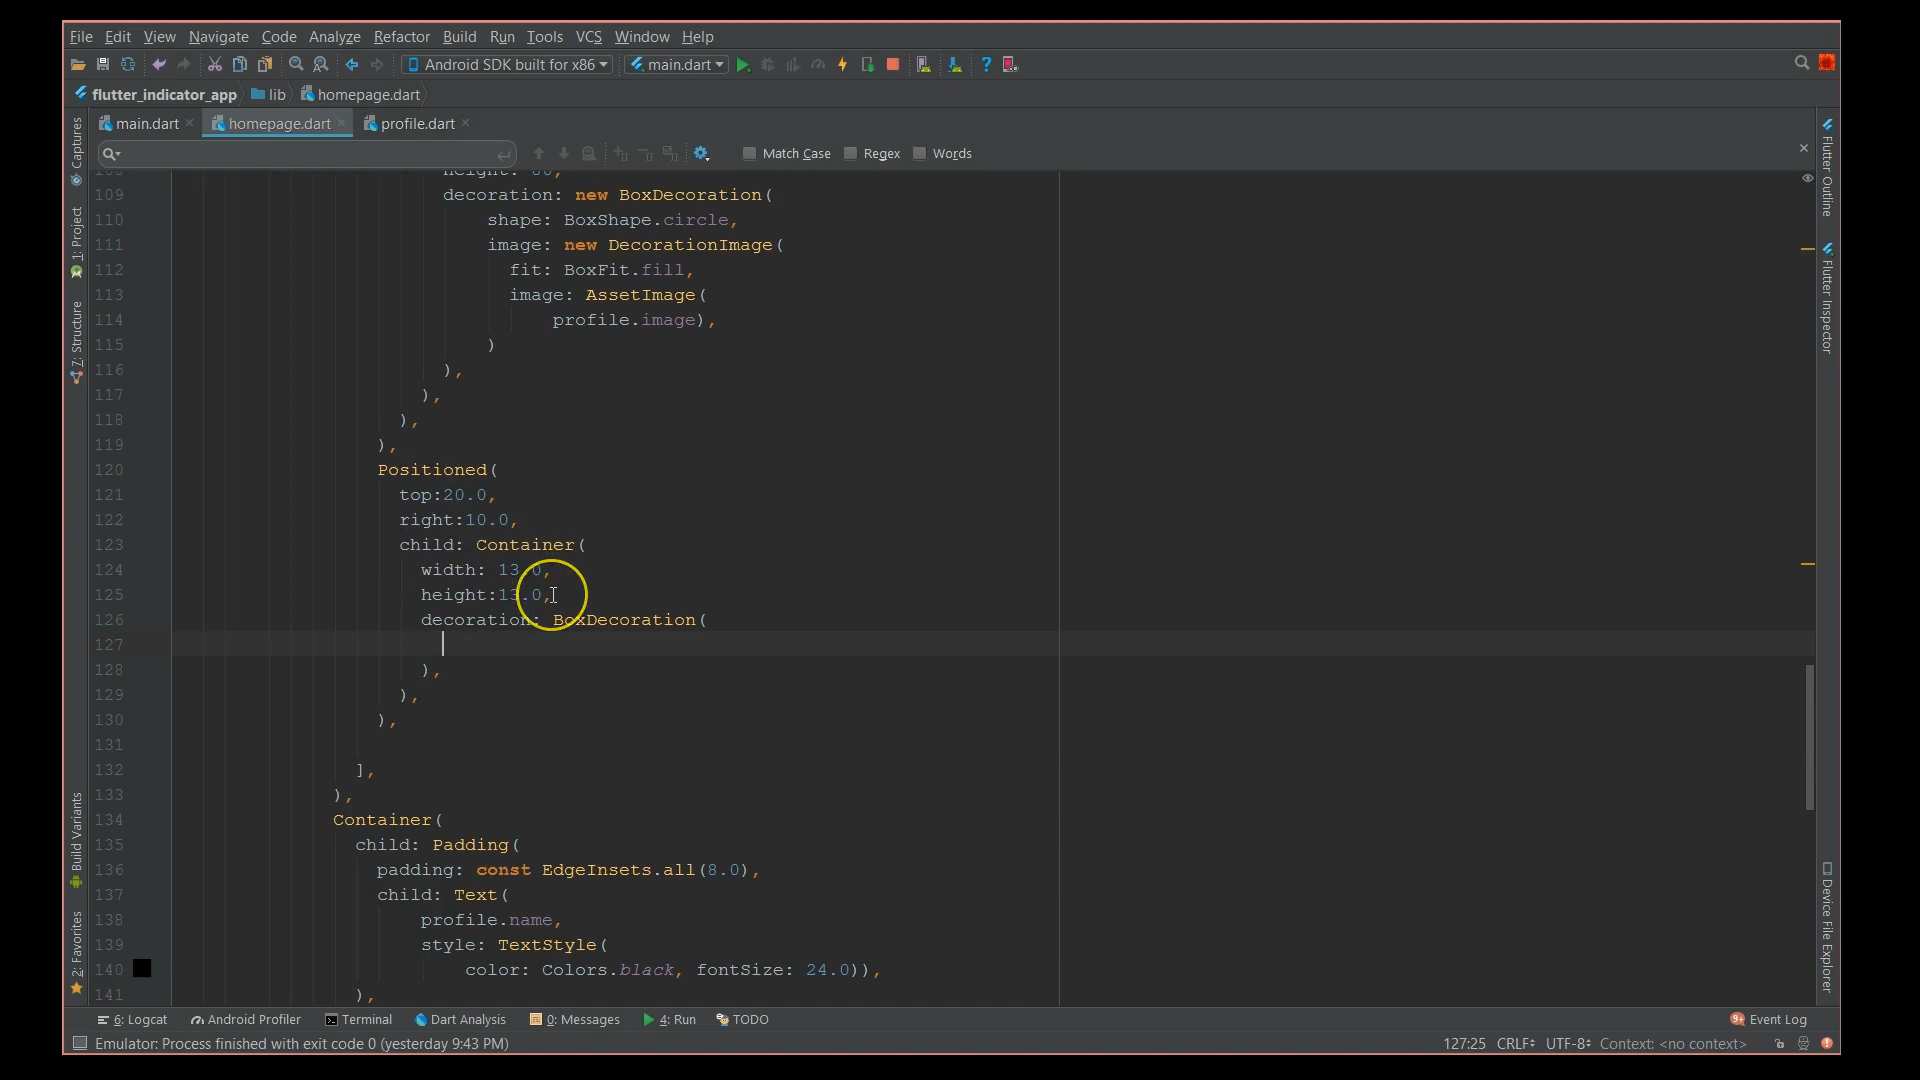 File Edit View Navigate Code Analyze Refactor Build Run Tools VCS Window Help
Android SDK built for x86 main.dart
flutter_indicator_app lib homepage.dart
main.dart homepage.dart profile.dart
Match Case Regex Words
109 decoration: new BoxDecoration(
110 shape: BoxShape.circle,
111 image: new DecorationImage(
112 fit: BoxFit.fill,
113 image: AssetImage(
114 profile.image),
115 )
116 ),
117 ),
118 ),
119 ),
120 Positioned(
121 top:20.0,
122 right:10.0,
123 child: Container(
124 width: 13.0,
125 height:13.0,
126 decoration: BoxDecoration(
127
128 ),
129 ),
130 ),
131
132 ],
133 ),
134 Container(
135 child: Padding(
136 padding: const EdgeInsets.all(8.0),
137 child: Text(
138 profile.name,
139 style: TextStyle(
140 color: Colors.black, fontSize: 24.0)),
141 ),
Captures
1: Project
7: Structure
Build Variants
2: Favorites
Flutter Outline
Flutter Inspector
Device File Explorer
6: Logcat Android Profiler Terminal Dart Analysis 0: Messages 4: Run TODO 9+ Event Log
Emulator: Process finished with exit code 0 (yesterday 9:43 PM) 127:25 CRLF UTF-8 Context: <no context>